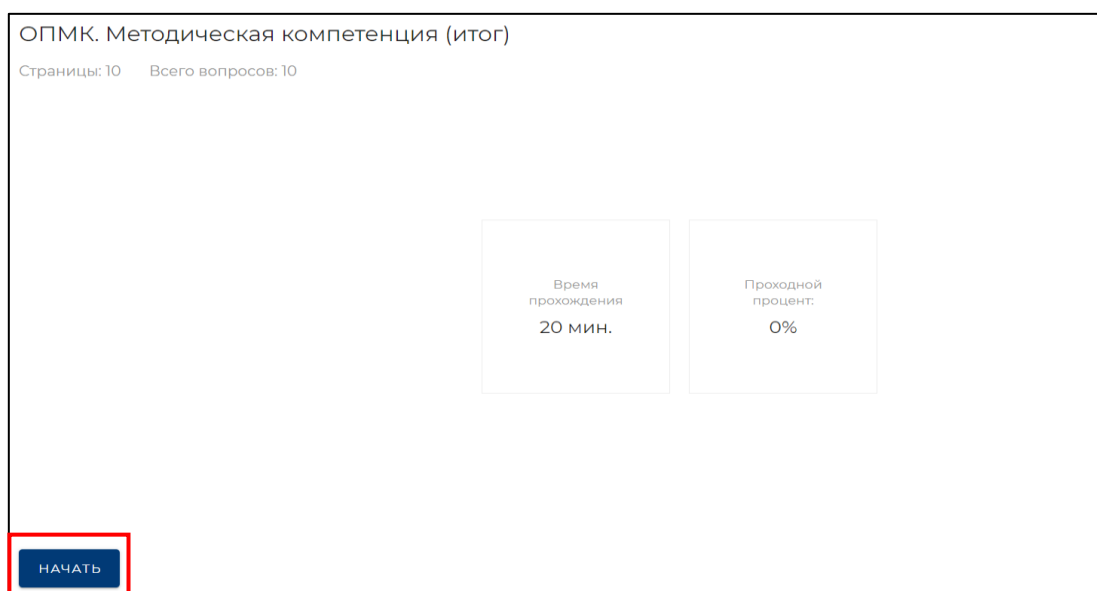 ОПМК. Методическая компетенция (итог)
Страницы: 10 Всего вопросов: 10
Время
прохождения
20 мин.
Проходной
процент:
0%
НАЧАТЬ